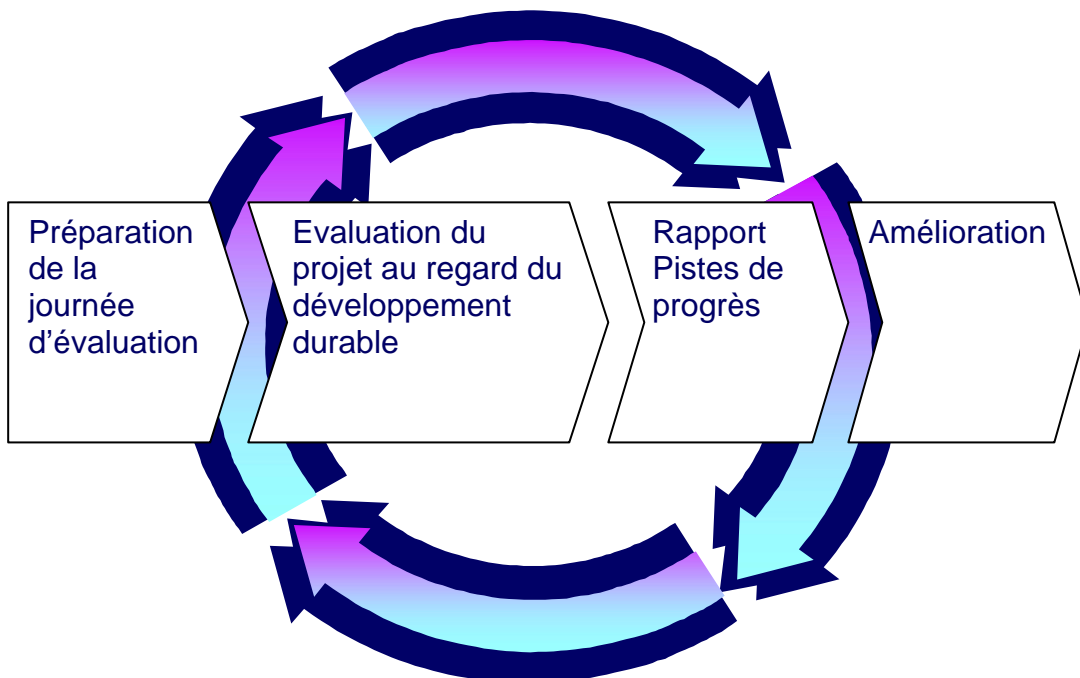 Préparation
de la
journée
d’évaluation
Evaluation du
projet au regard du
développement
durable
Rapport
Pistes de
progrès
Amélioration